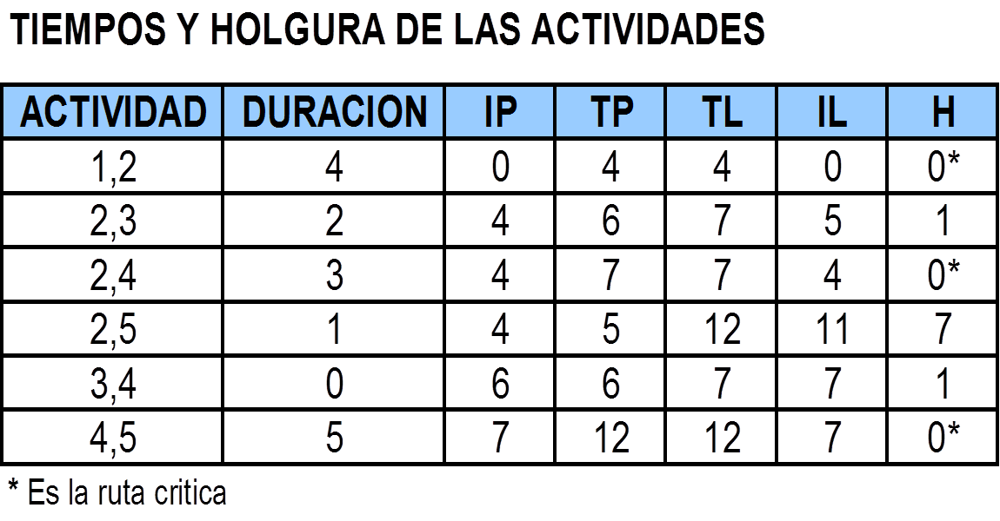 TIEMPOS Y HOLGURA DE LAS ACTIVIDADES
ACTIVIDAD DURACION IP TP TL IL H
1,2 4 0 4 4 0 0*
2,3 2 4 6 7 5 1
2,4 3 4 7 7 4 0*
2,5 1 4 5 12 11 7
3,4 0 6 6 7 7 1
4,5 5 7 12 12 7 0*
* Es la ruta critica